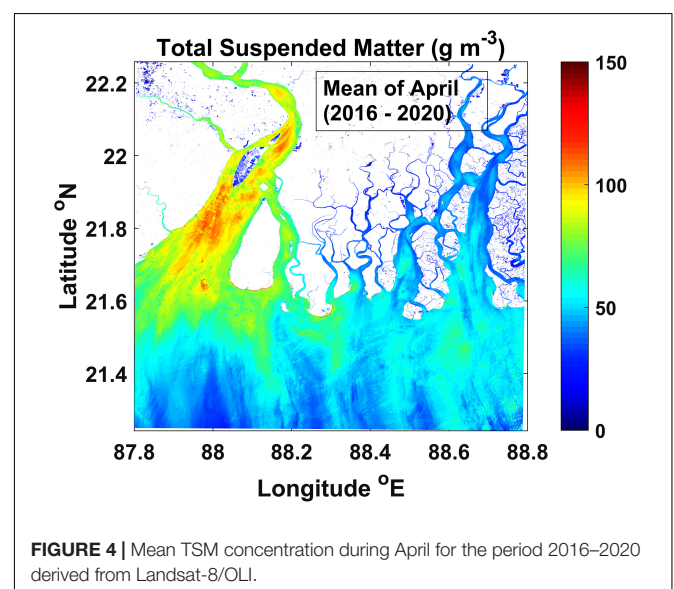 Total Suspended Matter (g m-3)
Mean of April
(2016 - 2020)
22.2
22
21.8
21.6
21.4
Latitude oN
87.8 88 88.2 88.4 88.6 88.8
Longitude oE
150
100
50
0
FIGURE 4 | Mean TSM concentration during April for the period 2016–2020
derived from Landsat-8/OLI.